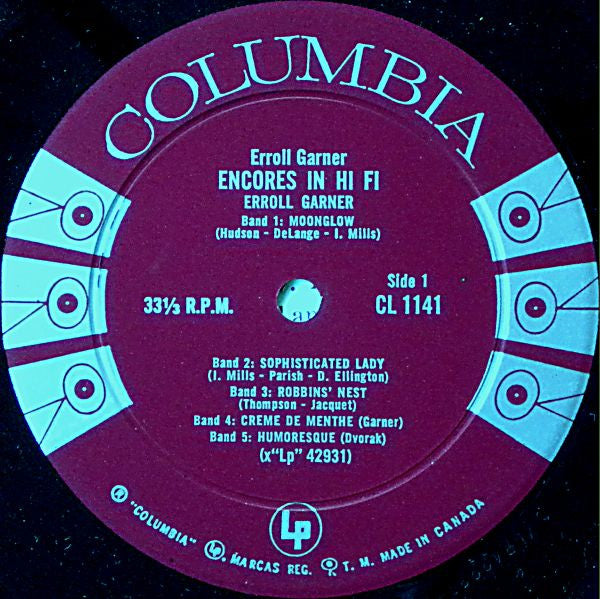 COLUMBIA
Erroll Garner
ENCORES IN HI FI
ERROLL GARNER
Band 1: MOONGLOW
(Hudson - DeLange - I. Mills)
33⅓ R.P.M.
Side 1
CL 1141
Band 2: SOPHISTICATED LADY
(I. Mills - Parish - D. Ellington)
Band 3: ROBBINS' NEST
(Thompson - Jacquet)
Band 4: CREME DE MENTHE (Garner)
Band 5: HUMORESQUE (Dvorak)
(x"Lp" 42931)
Lp
® "COLUMBIA" MARCAS REG. T. M. MADE IN CANADA